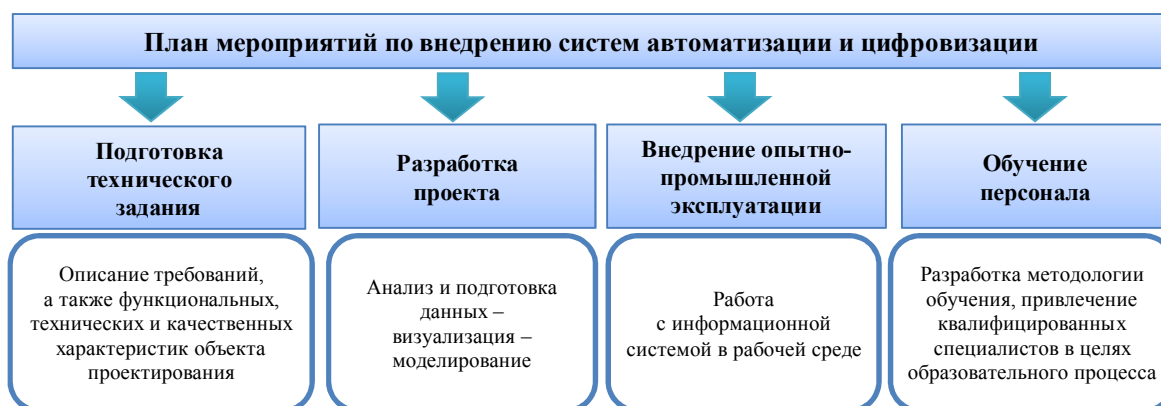 План мероприятий по внедрению систем автоматизации и цифровизации
Подготовка
технического
задания
Разработка
проекта
Внедрение опытно-
промышленной
эксплуатации
Обучение
персонала
Описание требований,
а также функциональных,
технических и качественных
характеристик объекта
проектирования
Анализ и подготовка
данных –
визуализация –
моделирование
Работа
с информационной
системой в рабочей среде
Разработка методологии
обучения, привлечение
квалифицированных
специалистов в целях
образовательного процесса